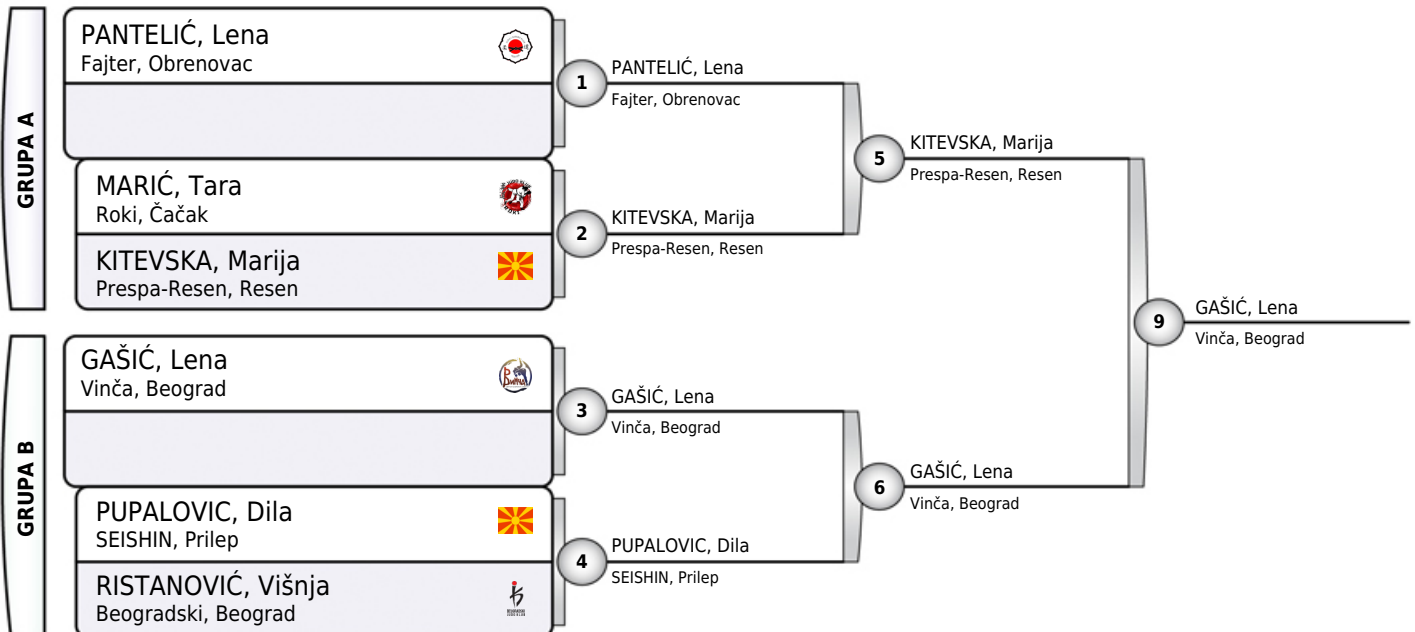 GRUPA A
PANTELIĆ, Lena
Fajter, Obrenovac
MARIĆ, Tara
Roki, Čačak
KITEVSKA, Marija
Prespa-Resen, Resen
1
PANTELIĆ, Lena
Fajter, Obrenovac
2
KITEVSKA, Marija
Prespa-Resen, Resen
5
KITEVSKA, Marija
Prespa-Resen, Resen
GRUPA B
GAŠIĆ, Lena
Vinča, Beograd
PUPALOVIC, Dila
SEISHIN, Prilep
RISTANOVIĆ, Višnja
Beogradski, Beograd
3
GAŠIĆ, Lena
Vinča, Beograd
4
PUPALOVIC, Dila
SEISHIN, Prilep
6
GAŠIĆ, Lena
Vinča, Beograd
9
GAŠIĆ, Lena
Vinča, Beograd